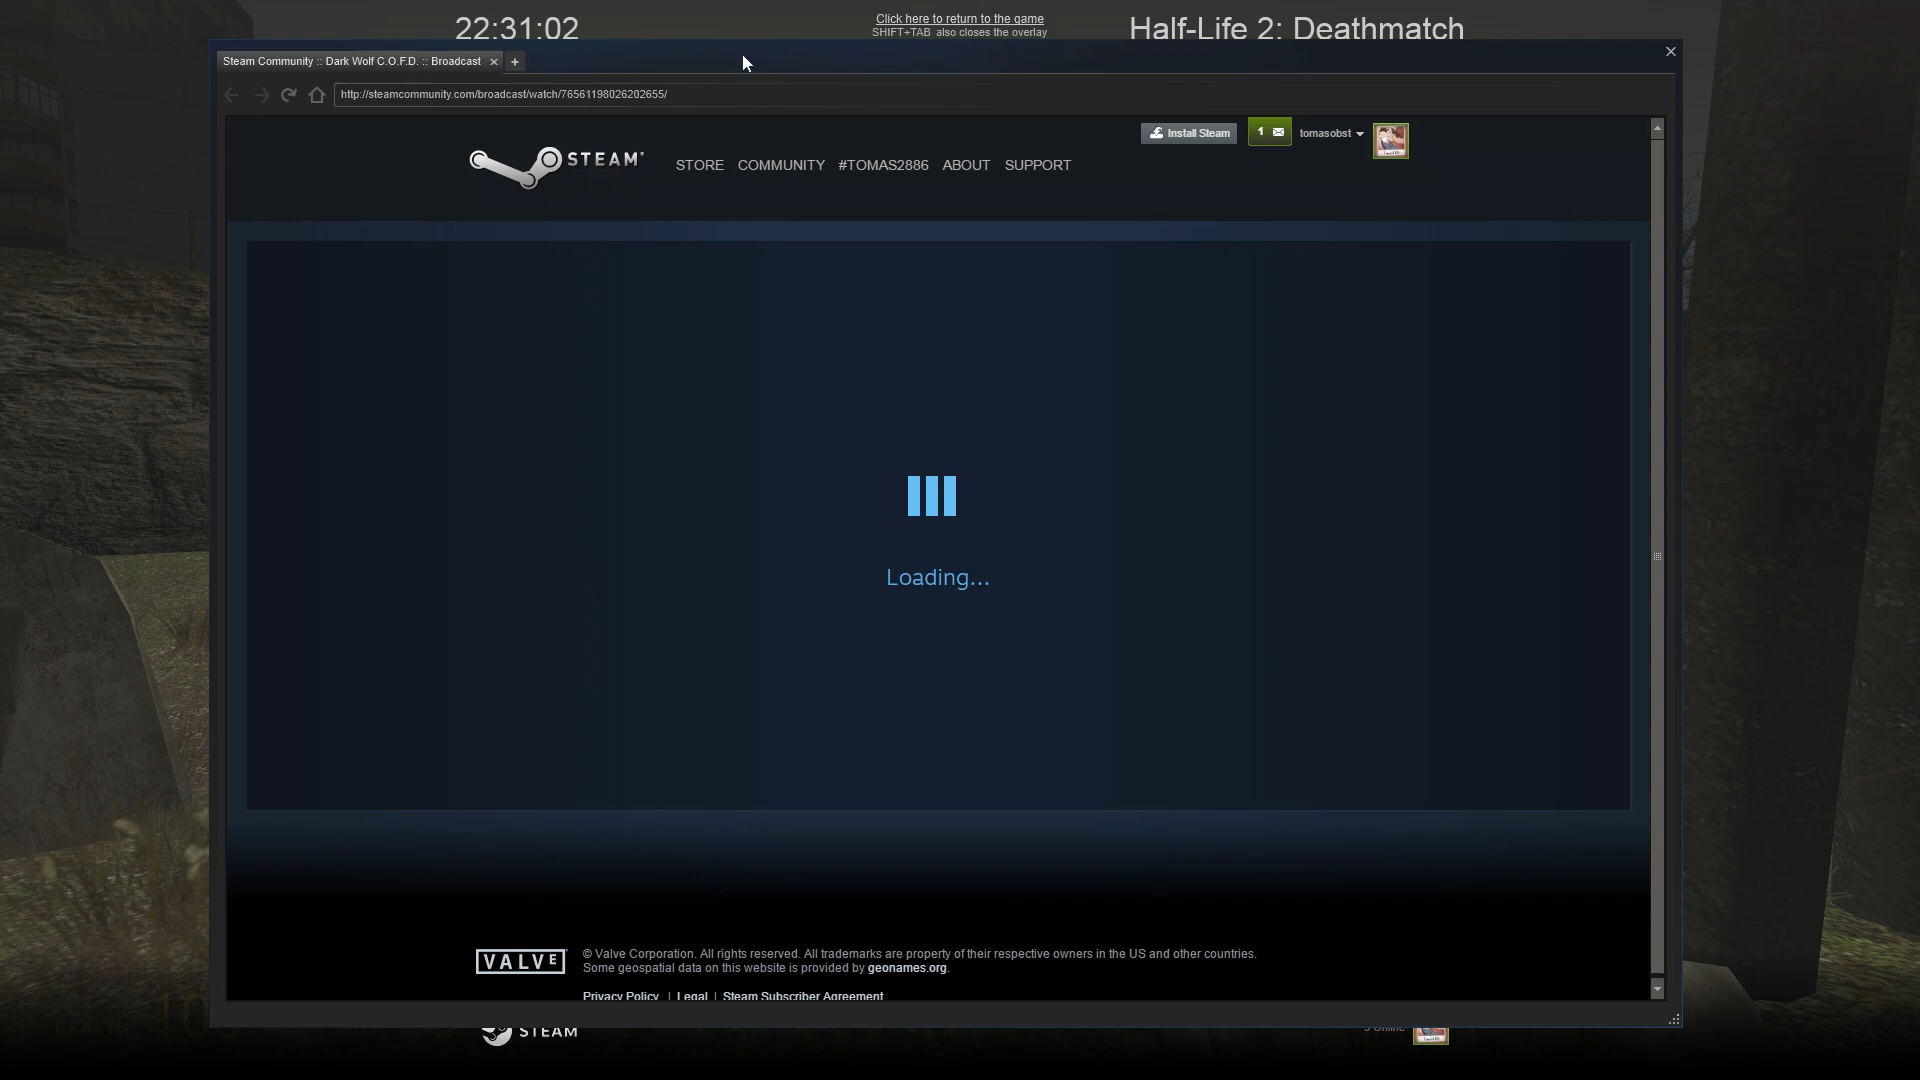 22:31:02
Click here to return to the game
SHIFT+TAB also closes the overlay
Half-Life 2: Deathmatch
Steam Community :: Dark Wolf C.O.F.D. :: Broadcast
http://steamcommunity.com/broadcast/watch/76561198026202655/
Install Steam
1
tomasobst
STEAM
STORE COMMUNITY #TOMAS2886 ABOUT SUPPORT
Loading...
VALVE
© Valve Corporation. All rights reserved. All trademarks are property of their respective owners in the US and other countries.
Some geospatial data on this website is provided by geonames.org.
Privacy Policy | Legal | Steam Subscriber Agreement
STEAM
Online